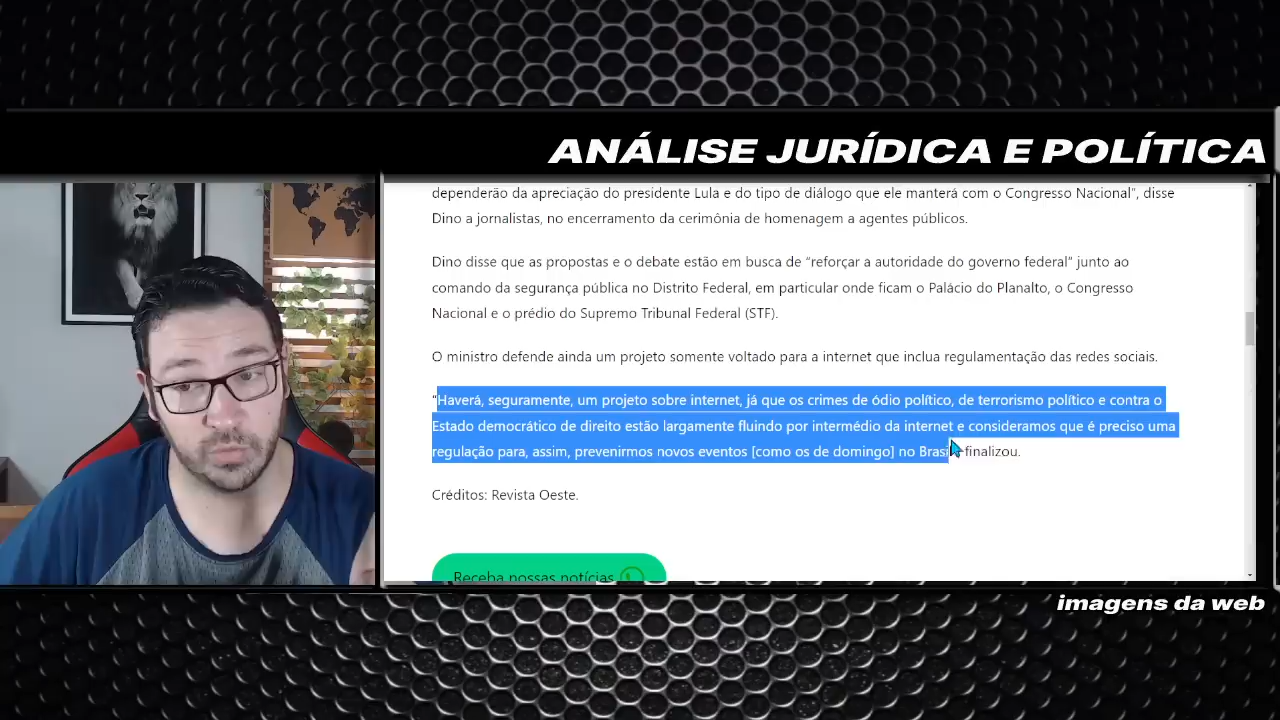 ANÁLISE JURÍDICA E POLÍTICA
dependerão da apreciação do presidente Lula e do tipo de diálogo que ele manterá com o Congresso Nacional", disse
Dino a jornalistas, no encerramento da cerimônia de homenagem a agentes públicos.
Dino disse que as propostas e o debate estão em busca de “reforçar a autoridade do governo federal” junto ao
comando da segurança pública no Distrito Federal, em particular onde ficam o Palácio do Planalto, o Congresso
Nacional e o prédio do Supremo Tribunal Federal (STF).
O ministro defende ainda um projeto somente voltado para a internet que inclua regulamentação das redes sociais.
"Haverá, seguramente, um projeto sobre internet, já que os crimes de ódio político, de terrorismo político e contra o
Estado democrático de direito estão largamente fluindo por intermédio da internet e consideramos que é preciso uma
regulação para, assim, prevenirmos novos eventos [como os de domingo] no Brasil finalizou.
Créditos: Revista Oeste.
Receba nossas notícias
imagens da web